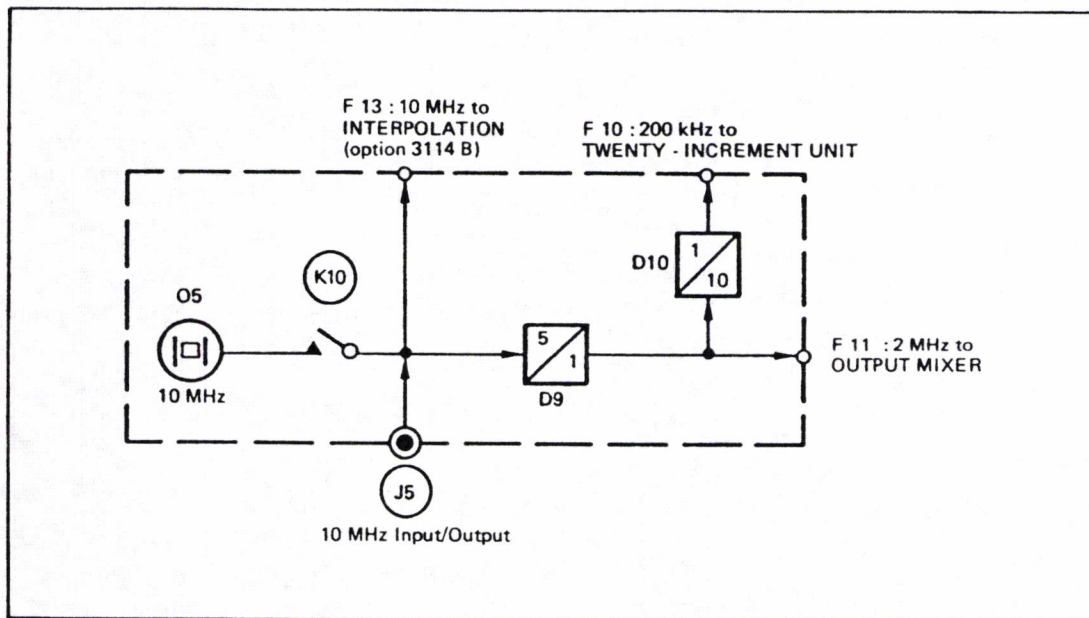 F 13 : 10 MHz to
INTERPOLATION
(option 3114 B)
F 10 : 200 kHz to
TWENTY - INCREMENT UNIT
K10
D10
1
10
O5
10 MHz
5
1
D9
F 11 : 2 MHz to
OUTPUT MIXER
J5
10 MHz Input/Output